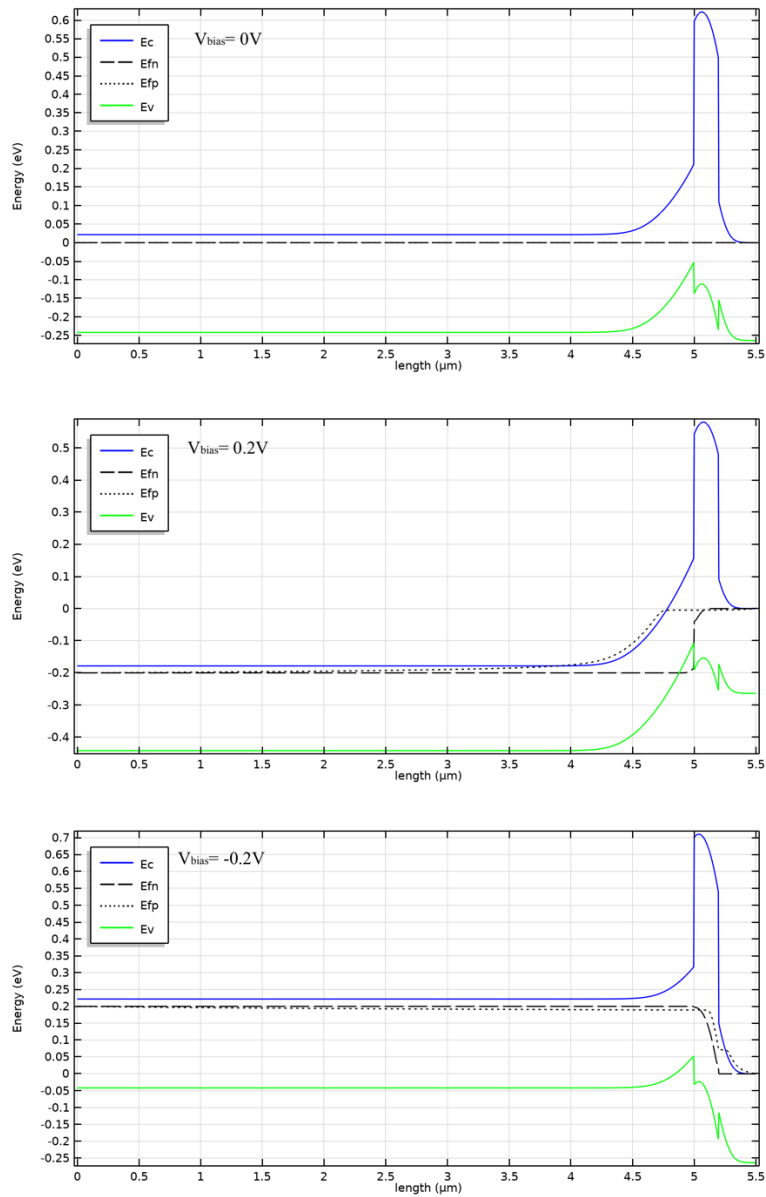 0.6
0.55
0.5
0.45
0.4
0.35
0.3
0.25
0.2
0.15
0.1
0.05
0
-0.05
-0.1
-0.15
-0.2
-0.25
Energy (eV)
Ec
Efn
Efp
Ev
Vbias= 0V
0 0.5 1 1.5 2 2.5 3 3.5 4 4.5 5 5.5
length (μm)
0.5
0.4
0.3
0.2
0.1
0
-0.1
-0.2
-0.3
-0.4
Energy (eV)
Ec
Efn
Efp
Ev
Vbias= 0.2V
0 0.5 1 1.5 2 2.5 3 3.5 4 4.5 5 5.5
length (μm)
0.7
0.65
0.6
0.55
0.5
0.45
0.4
0.35
0.3
0.25
0.2
0.15
0.1
0.05
0
-0.05
-0.1
-0.15
-0.2
-0.25
Energy (eV)
Ec
Efn
Efp
Ev
Vbias= -0.2V
0 0.5 1 1.5 2 2.5 3 3.5 4 4.5 5 5.5
length (μm)